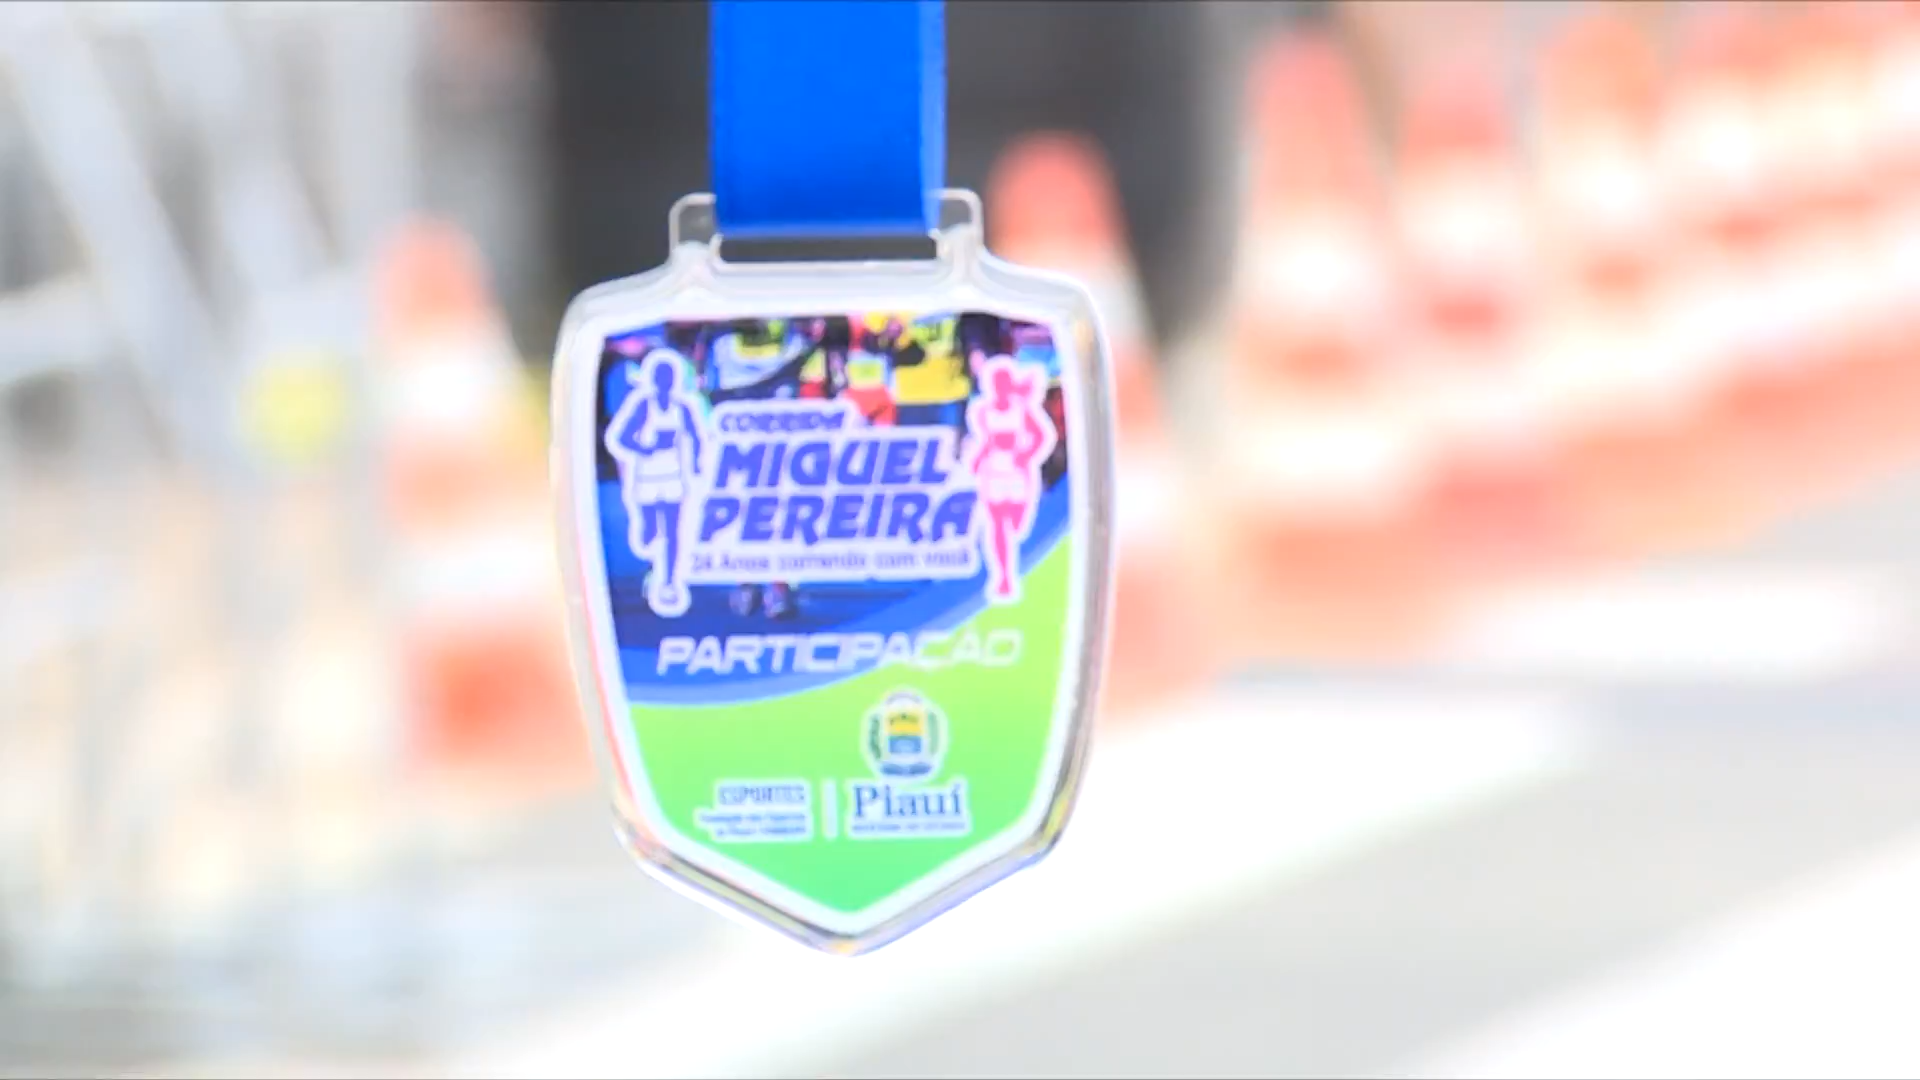 CORRIDA
MIGUEL
PEREIRA
24 Anos correndo com você
PARTICIPAÇÃO
ESPORTES
Piauí